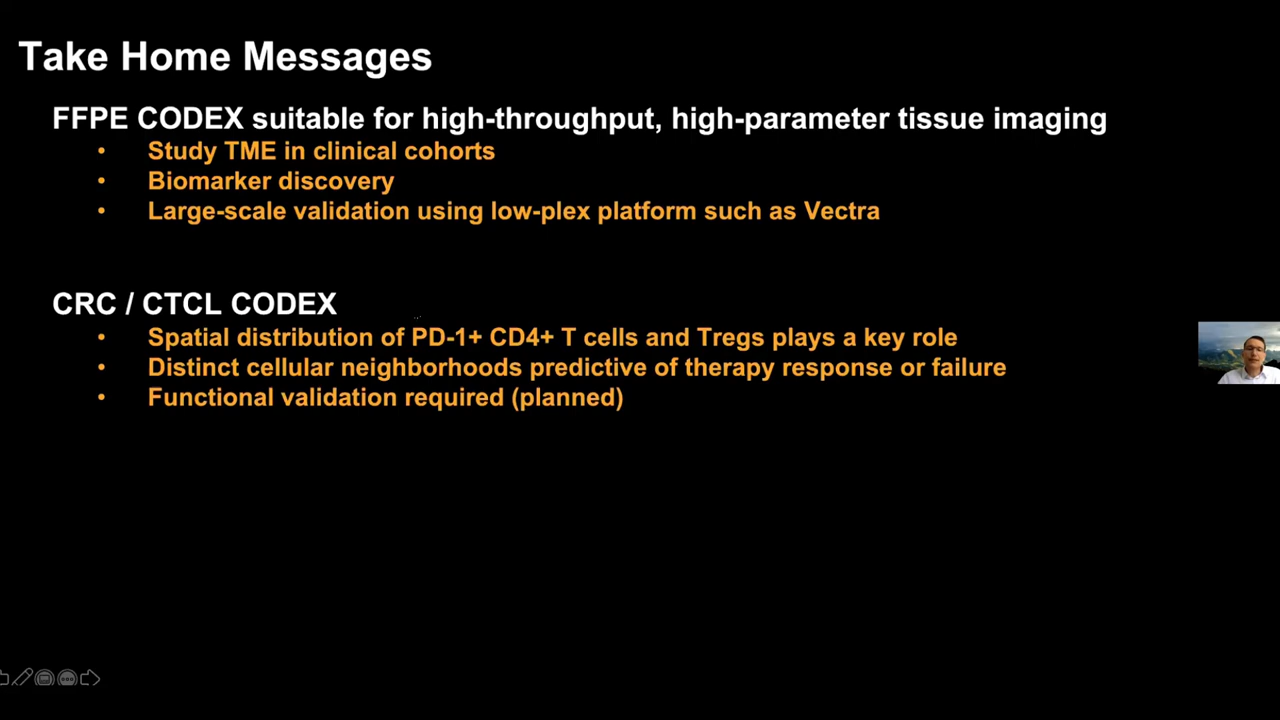 Take Home Messages
FFPE CODEX suitable for high-throughput, high-parameter tissue imaging
• Study TME in clinical cohorts
• Biomarker discovery
• Large-scale validation using low-plex platform such as Vectra
CRC / CTCL CODEX
• Spatial distribution of PD-1+ CD4+ T cells and Tregs plays a key role
• Distinct cellular neighborhoods predictive of therapy response or failure
• Functional validation required (planned)